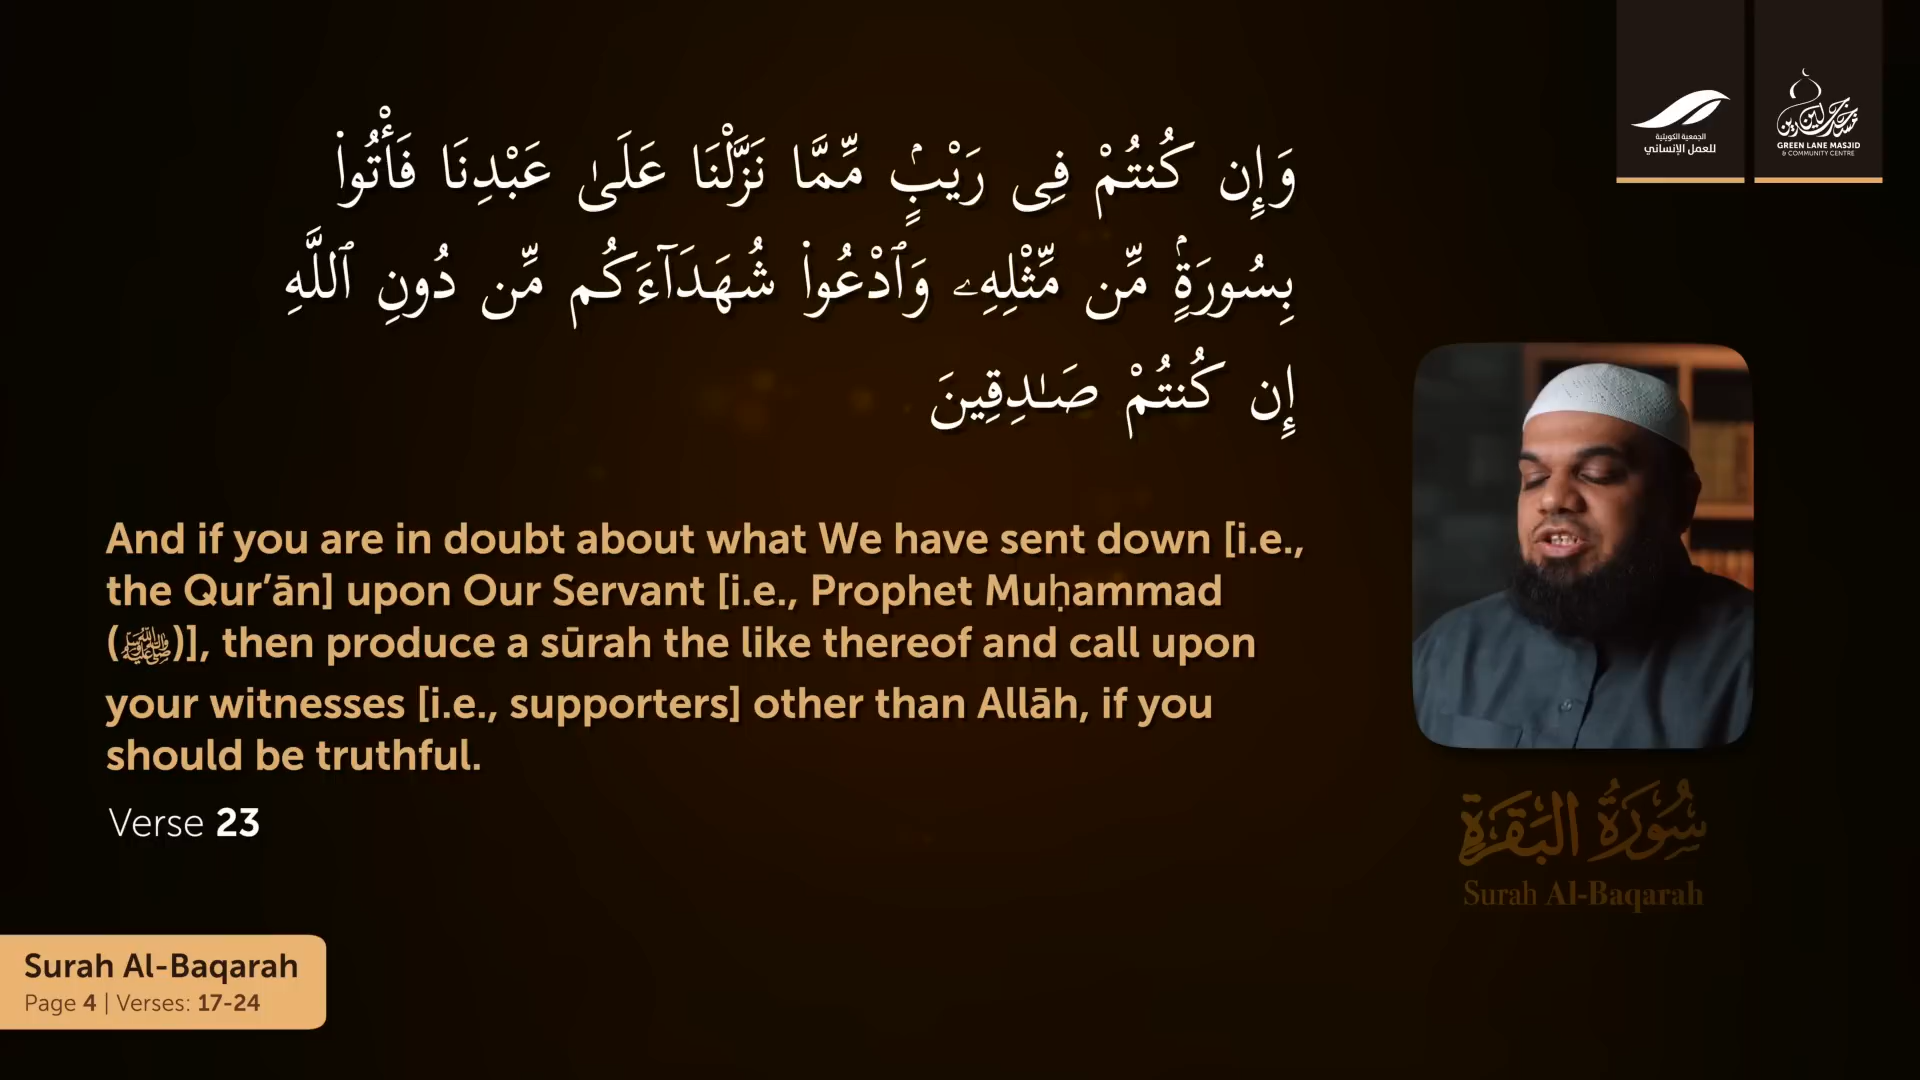 الجمعية الكويتية
للعمل الإنساني
GREEN LANE MASJID
& COMMUNITY CENTRE
وَإِن كُنتُمْ فِى رَيْبٍۢ مِّمَّا نَزَّلْنَا عَلَىٰ عَبْدِنَا فَأْتُوا۟
بِسُورَةٍۢ مِّن مِّثْلِهِۦ وَٱدْعُوا۟ شُهَدَآءَكُم مِّن دُونِ ٱللَّهِ
إِن كُنتُمْ صَـٰدِقِينَ
And if you are in doubt about what We have sent down [i.e.,
the Qur’ān] upon Our Servant [i.e., Prophet Muḥammad
(ﷺ)], then produce a sūrah the like thereof and call upon
your witnesses [i.e., supporters] other than Allāh, if you
should be truthful.
Verse 23
سُورَةُ البَقَرَةِ
Surah Al-Baqarah
Surah Al-Baqarah
Page 4 | Verses: 17-24